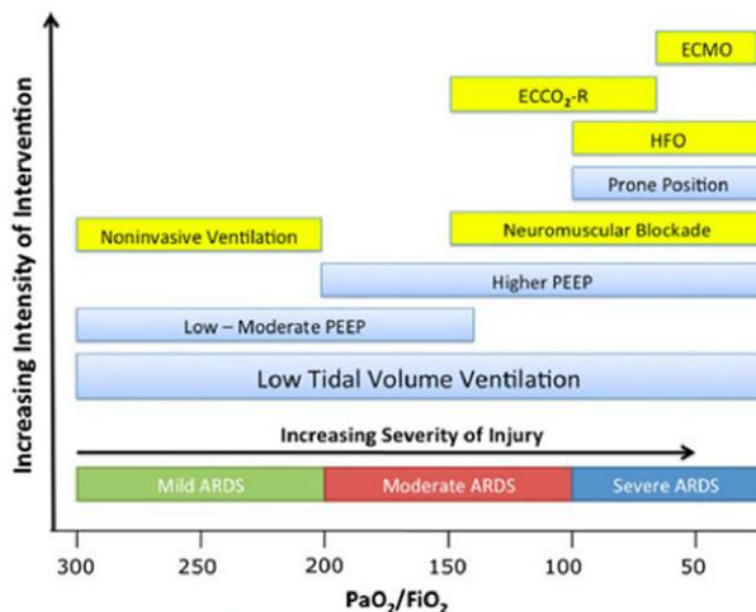 Increasing Intensity of Intervention
ECMO
ECCO₂-R
HFO
Prone Position
Noninvasive Ventilation
Neuromuscular Blockade
Higher PEEP
Low – Moderate PEEP
Low Tidal Volume Ventilation
Increasing Severity of Injury
Mild ARDS
Moderate ARDS
Severe ARDS
300 250 200 150 100 50
PaO₂/FiO₂